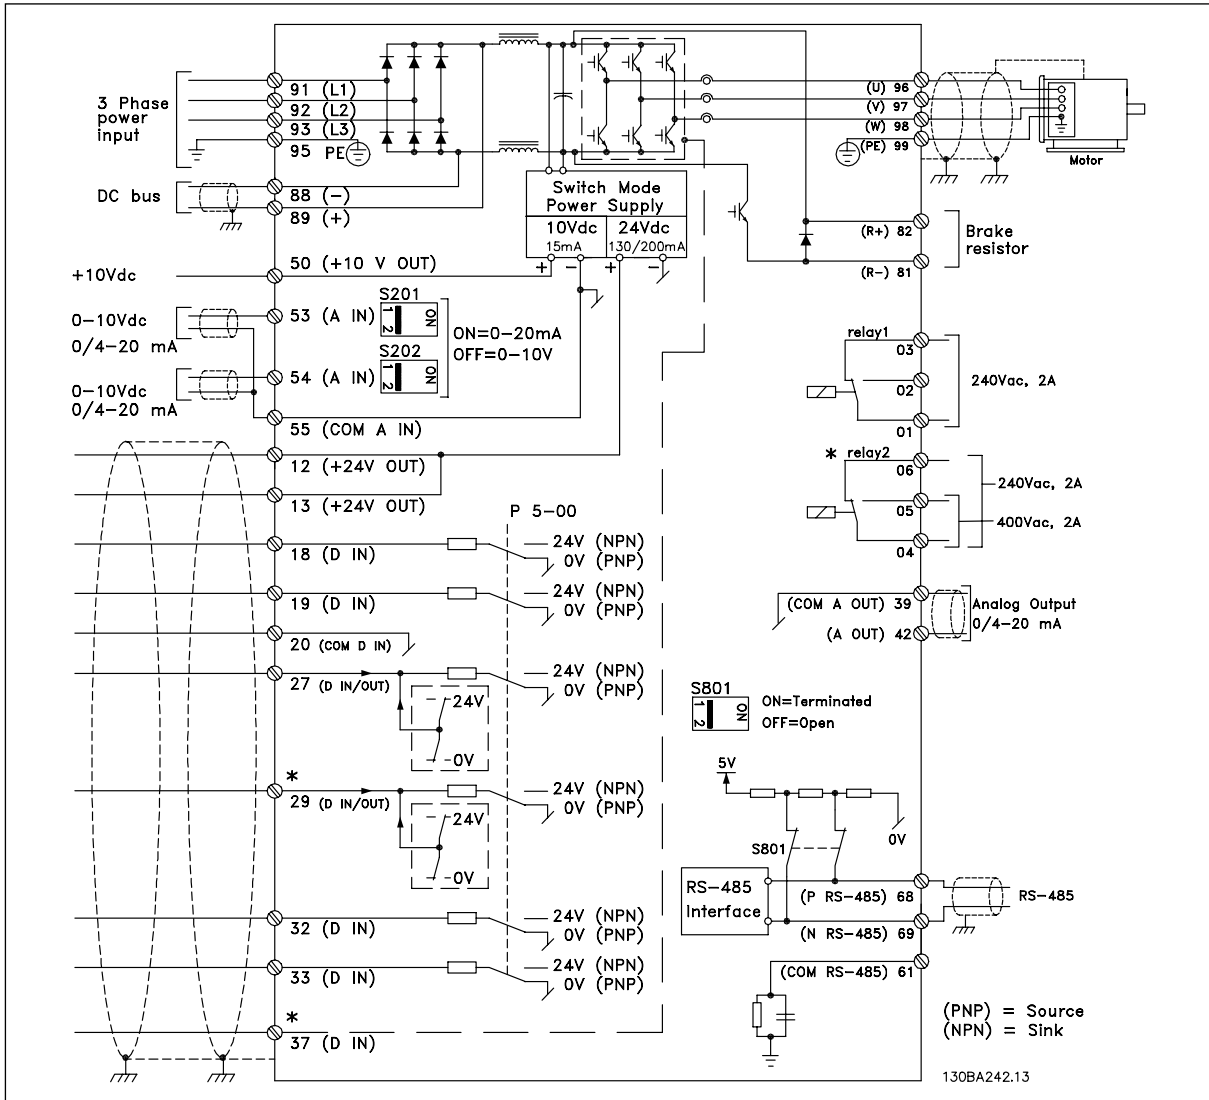 3 Phase
power
input
91 (L1)
92 (L2)
93 (L3)
95 PE
DC bus
88 (−)
89 (+)
+10Vdc
50 (+10 V OUT)
0−10Vdc
0/4−20 mA
53 (A IN)
S201
1 2
ON
ON=0−20mA
OFF=0−10V
S202
1 2
ON
0−10Vdc
0/4−20 mA
54 (A IN)
55 (COM A IN)
12 (+24V OUT)
13 (+24V OUT)
P 5-00
18 (D IN)
24V (NPN)
0V (PNP)
19 (D IN)
24V (NPN)
0V (PNP)
20 (COM D IN)
27 (D IN/OUT)
24V (NPN)
0V (PNP)
24V
0V
*
29 (D IN/OUT)
24V (NPN)
0V (PNP)
24V
0V
32 (D IN)
24V (NPN)
0V (PNP)
33 (D IN)
24V (NPN)
0V (PNP)
*
37 (D IN)
Switch Mode
Power Supply
10Vdc
15mA
24Vdc
130/200mA
+ − + −
(U) 96
(V) 97
(W) 98
(PE) 99
Motor
(R+) 82
(R−) 81
Brake
resistor
relay1
03
02
01
240Vac, 2A
* relay2
06
05
04
240Vac, 2A
400Vac, 2A
(COM A OUT) 39
(A OUT) 42
Analog Output
0/4−20 mA
S801
1 2
ON
ON=Terminated
OFF=Open
5V
0V
S801
RS-485
Interface
(P RS-485) 68
(N RS-485) 69
(COM RS-485) 61
RS-485
(PNP) = Source
(NPN) = Sink
130BA242.13